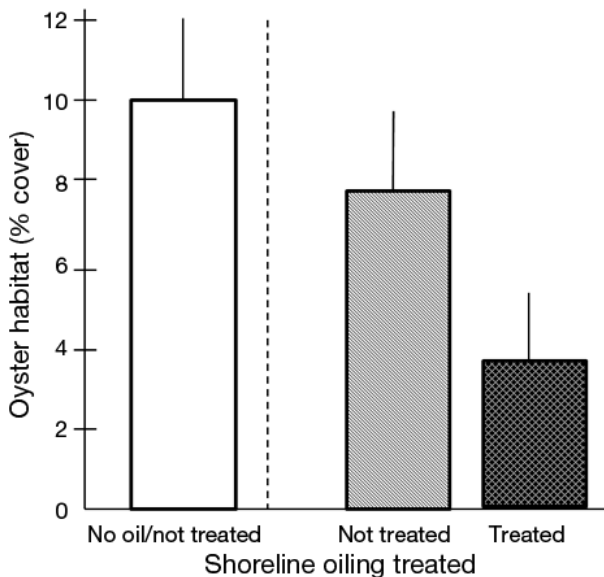 Oyster habitat (% cover)
12
10
8
6
4
2
0
No oil/not treated
Not treated
Treated
Shoreline oiling treated